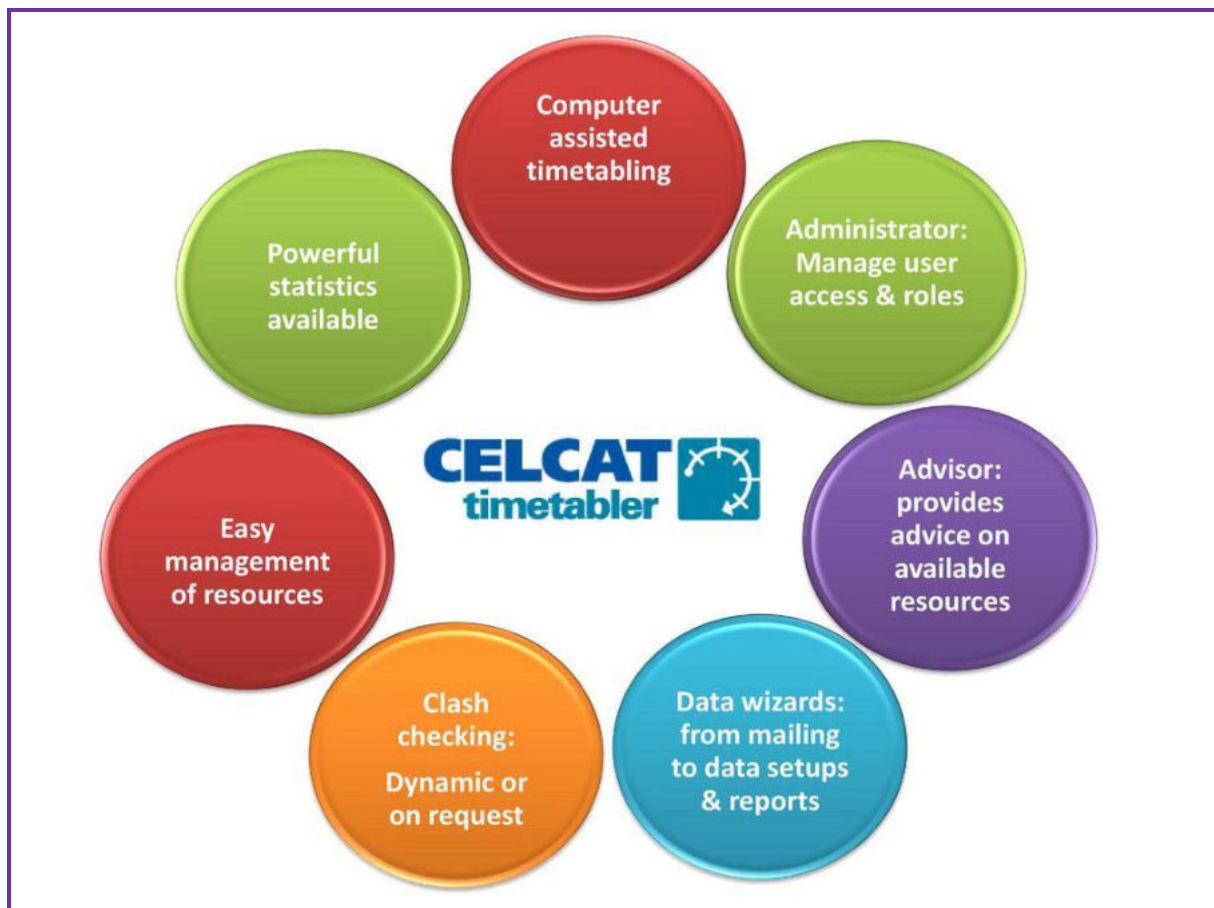 Computer
assisted
timetabling
Administrator:
Manage user
access & roles
Advisor:
provides
advice on
available
resources
Data wizards:
from mailing
to data setups
& reports
Clash
checking:
Dynamic or
on request
Easy
management
of resources
Powerful
statistics
available
CELCAT
timetabler